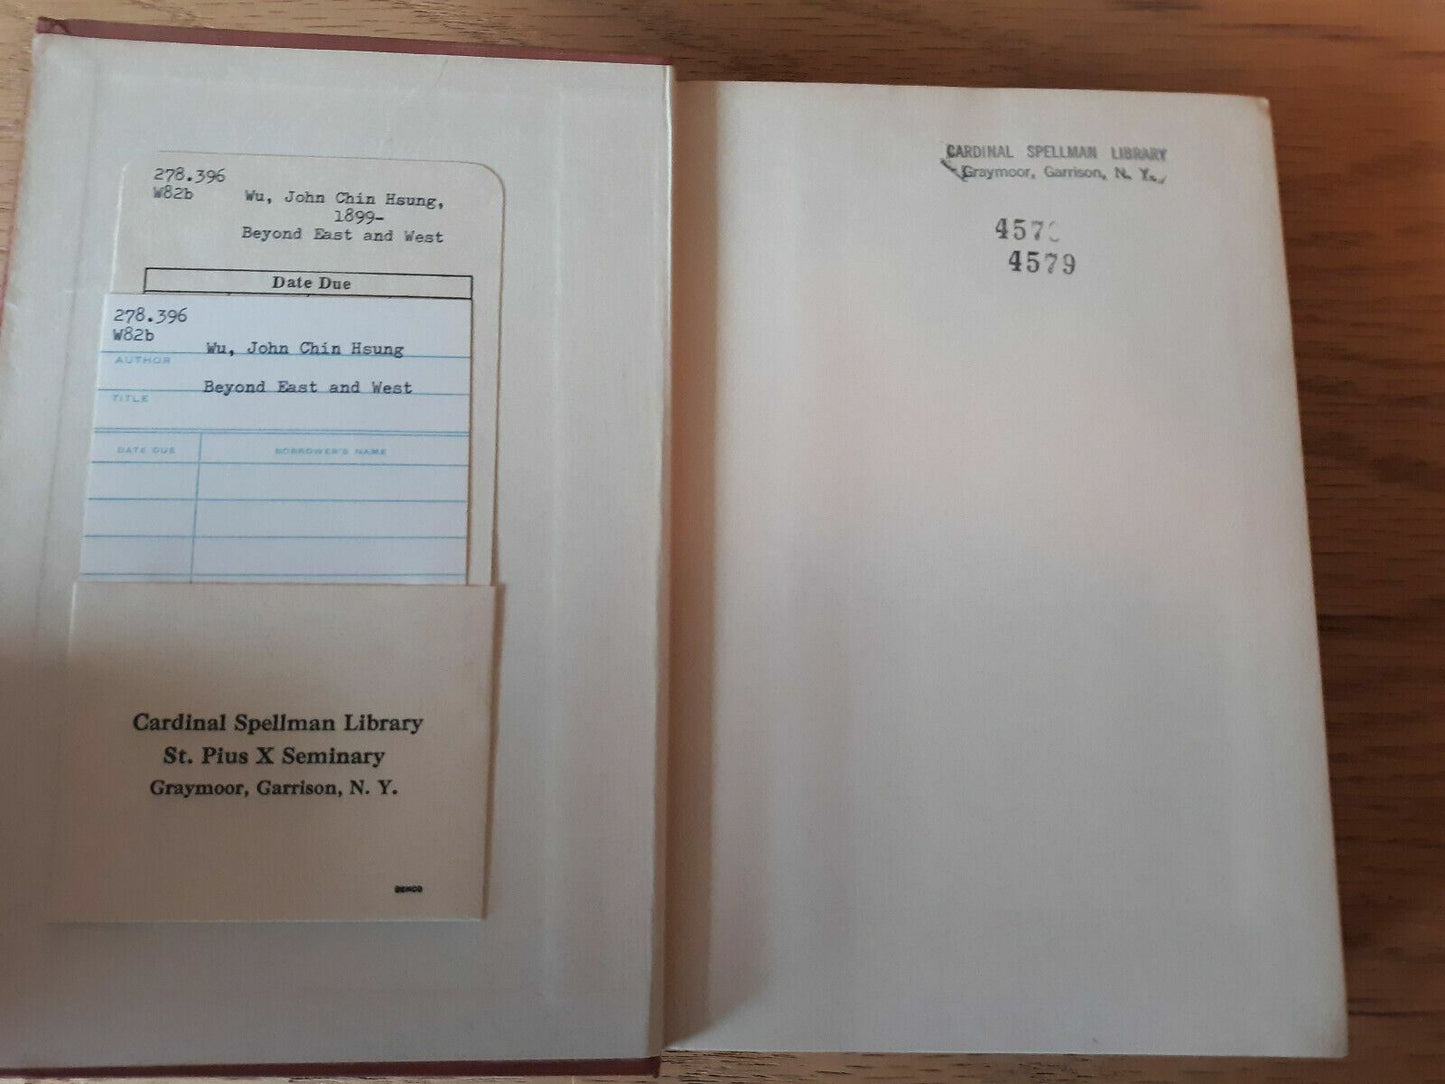 278.396
W82b
Wu, John Chin Hsung,
1899-
Beyond East and West
Date Due
278.396
W82b
Wu, John Chin Hsung
AUTHOR
Beyond East and West
TITLE
DATE DUE
BORROWER'S NAME
Cardinal Spellman Library
St. Pius X Seminary
Graymoor, Garrison, N. Y.
DEMCO
CARDINAL SPELLMAN LIBRARY
Graymoor, Garrison, N. Y.
457
4579